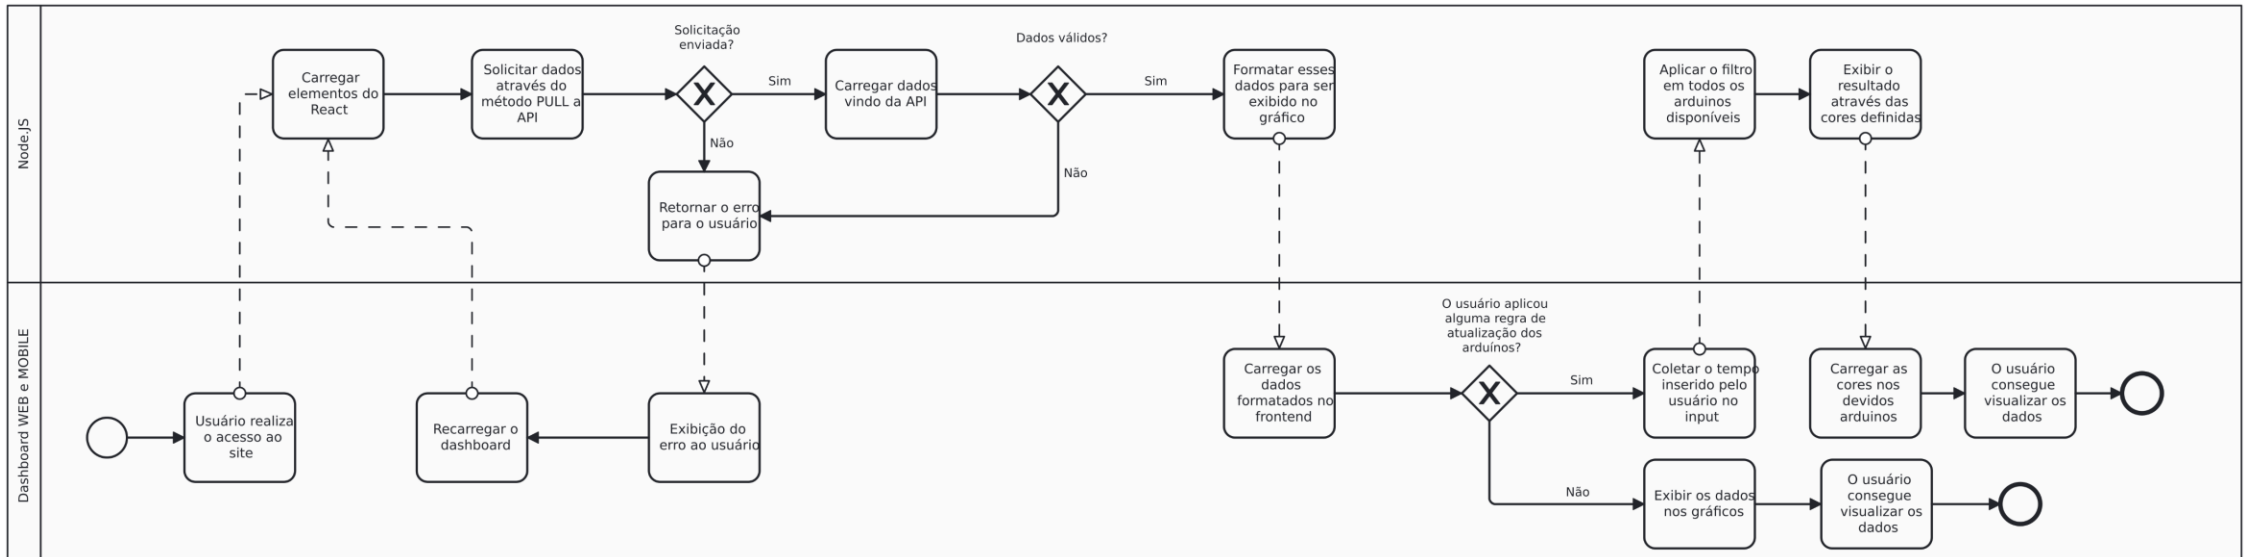 Node.JS
Carregar
elementos do
React
Solicitar dados
através do
método PULL a
API
Solicitação
enviada?
Sim
Não
Carregar dados
vindo da API
Dados válidos?
Sim
Não
Formatar esses
dados para ser
exibido no
gráfico
Aplicar o filtro
em todos os
arduinos
disponíveis
Exibir o
resultado
através das
cores definidas
Retornar o erro
para o usuário
Dashboard WEB e MOBILE
Usuário realiza
o acesso ao
site
Recarregar o
dashboard
Exibição do
erro ao usuário
Carregar os
dados
formatados no
frontend
O usuário aplicou
alguma regra de
atualização dos
arduínos?
Sim
Não
Coletar o tempo
inserido pelo
usuário no
input
Carregar as
cores nos
devidos
arduinos
O usuário
consegue
visualizar os
dados
Exibir os dados
nos gráficos
O usuário
consegue
visualizar os
dados